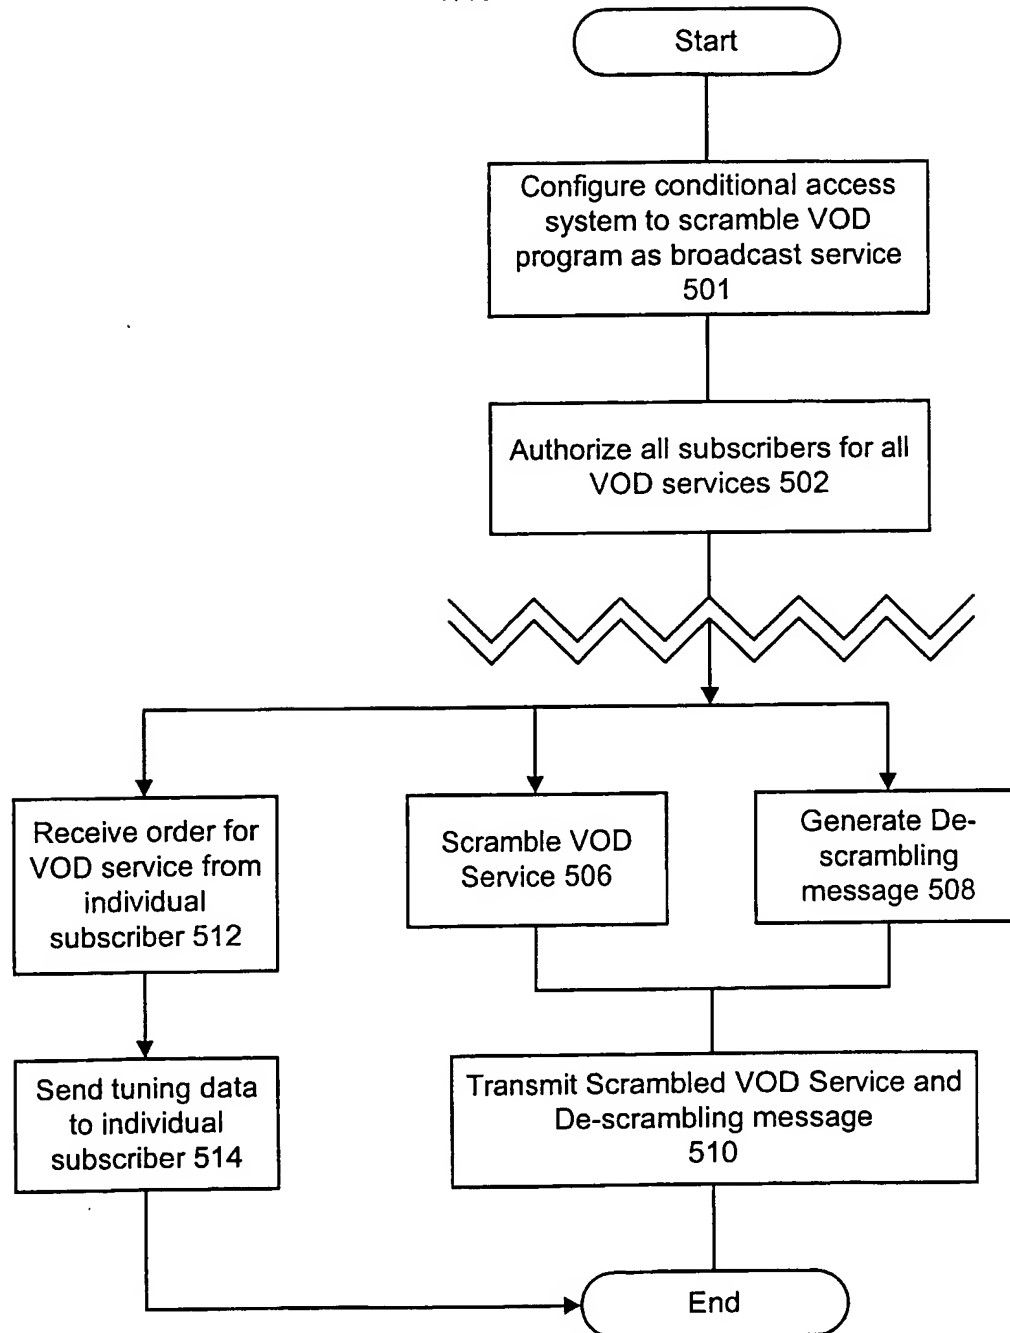 Start
Configure conditional access
system to scramble VOD
program as broadcast service
501
Authorize all subscribers for all
VOD services 502
Receive order for
VOD service from
individual
subscriber 512
Scramble VOD
Service 506
Generate De-
scrambling
message 508
Send tuning data
to individual
subscriber 514
Transmit Scrambled VOD Service and
De-scrambling message
510
End